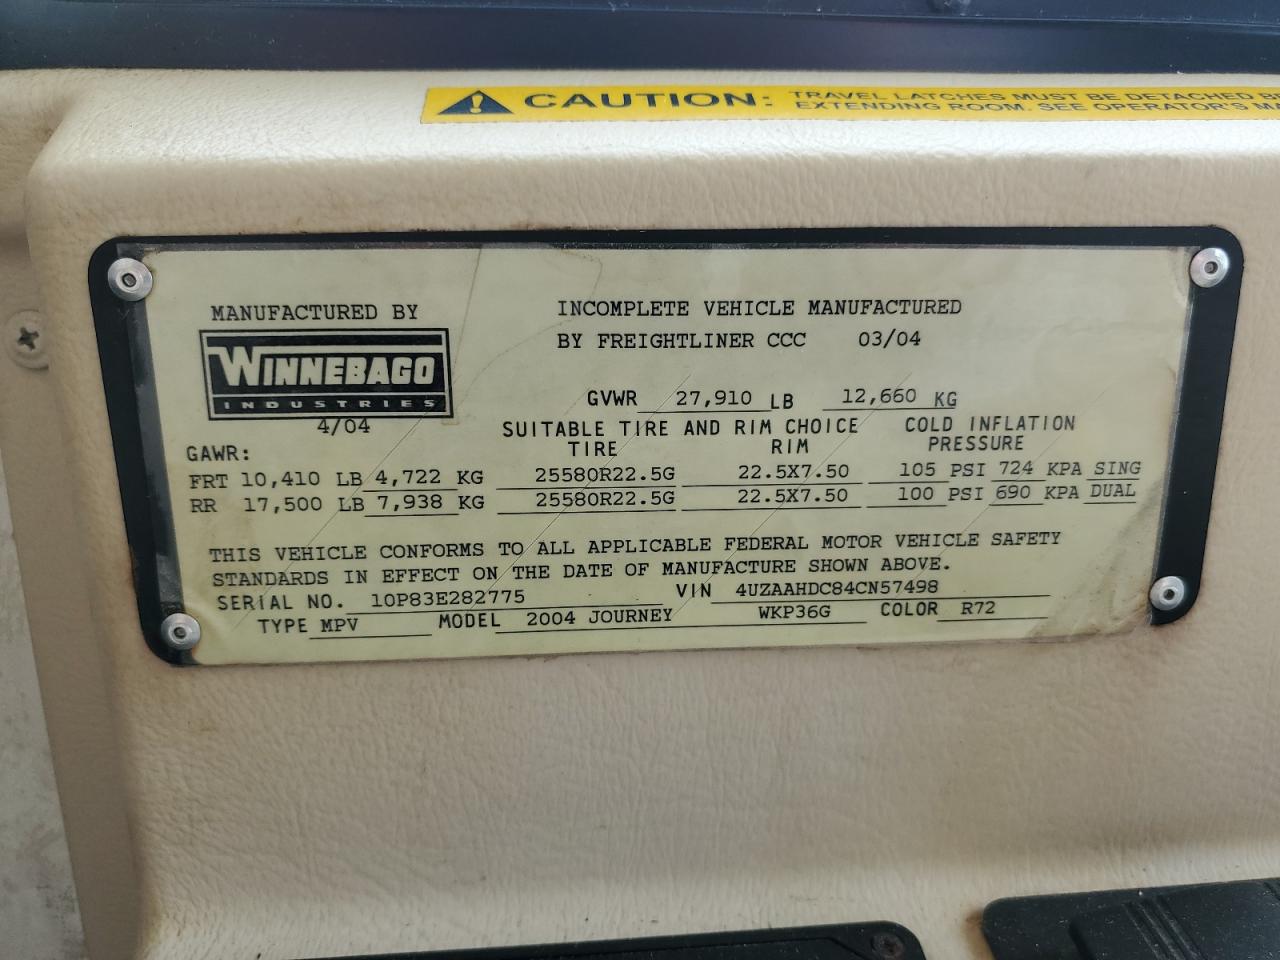 CAUTION: TRAVEL LATCHES MUST BE DETACHED
EXTENDING ROOM. SEE OPERATOR'S
MANUFACTURED BY
WINNEBAGO
INDUSTRIES
4/04
INCOMPLETE VEHICLE MANUFACTURED
BY FREIGHTLINER CCC 03/04
GVWR 27,910 LB 12,660 KG
SUITABLE TIRE AND RIM CHOICE COLD INFLATION
GAWR: TIRE RIM PRESSURE
FRT 10,410 LB 4,722 KG 25580R22.5G 22.5X7.50 105 PSI 724 KPA SING
RR 17,500 LB 7,938 KG 25580R22.5G 22.5X7.50 100 PSI 690 KPA DUAL
THIS VEHICLE CONFORMS TO ALL APPLICABLE FEDERAL MOTOR VEHICLE SAFETY
STANDARDS IN EFFECT ON THE DATE OF MANUFACTURE SHOWN ABOVE.
SERIAL NO. 10P83E282775 VIN 4UZAAHDC84CN57498
TYPE MPV MODEL 2004 JOURNEY WKP36G COLOR R72